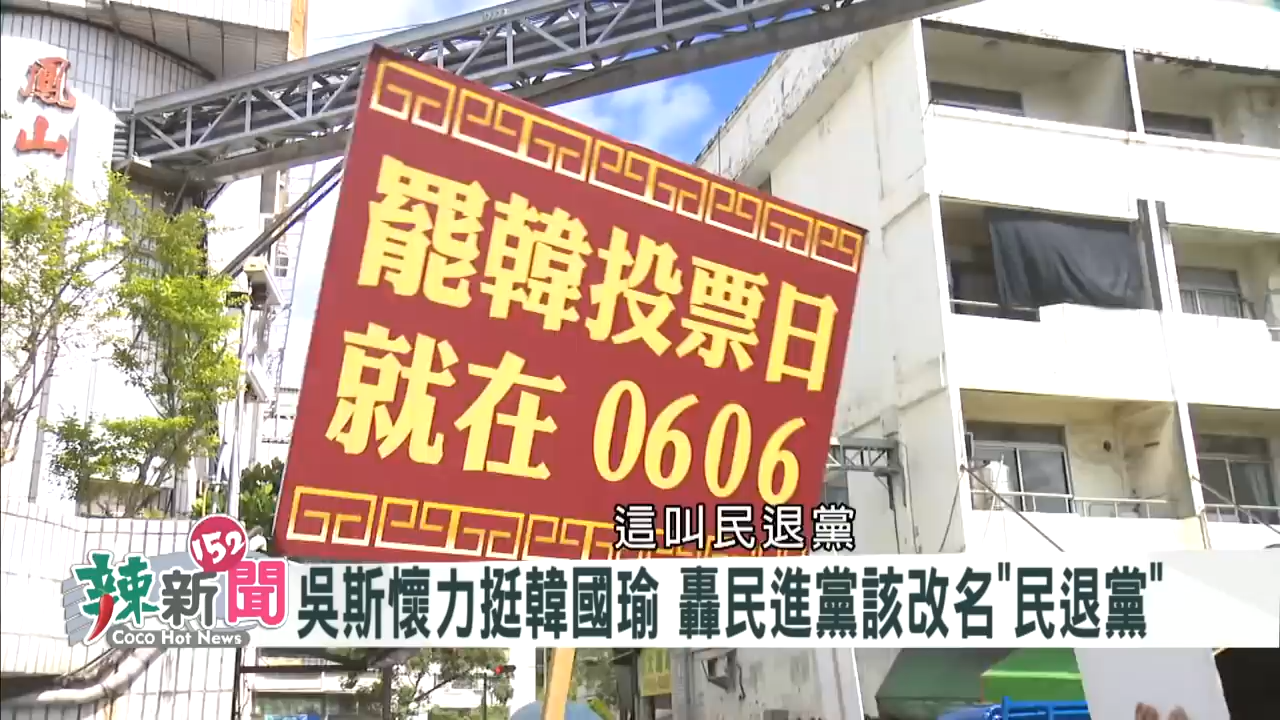 鳳山
罷韓投票日
就在 0606
這叫民退黨
152
辣新聞
Coco Hot News
吳斯懷力挺韓國瑜 轟民進黨該改名"民退黨"